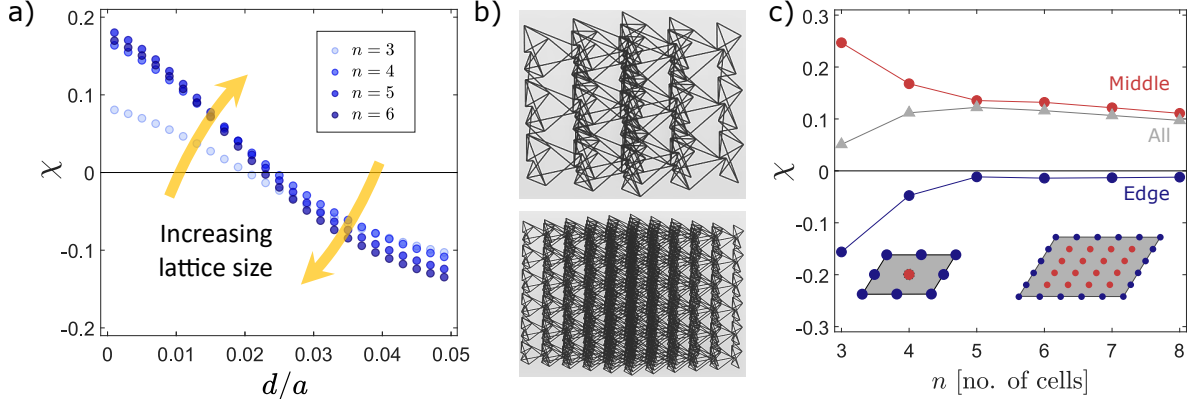 a)
0.2
0.1
0
-0.1
-0.2
χ
0
0.01
0.02
0.03
0.04
0.05
d/a
n = 3
n = 4
n = 5
n = 6
Increasing
lattice size
b)
c)
0.3
0.2
0.1
0
-0.1
-0.2
-0.3
χ
3
4
5
6
7
8
n [no. of cells]
Middle
All
Edge